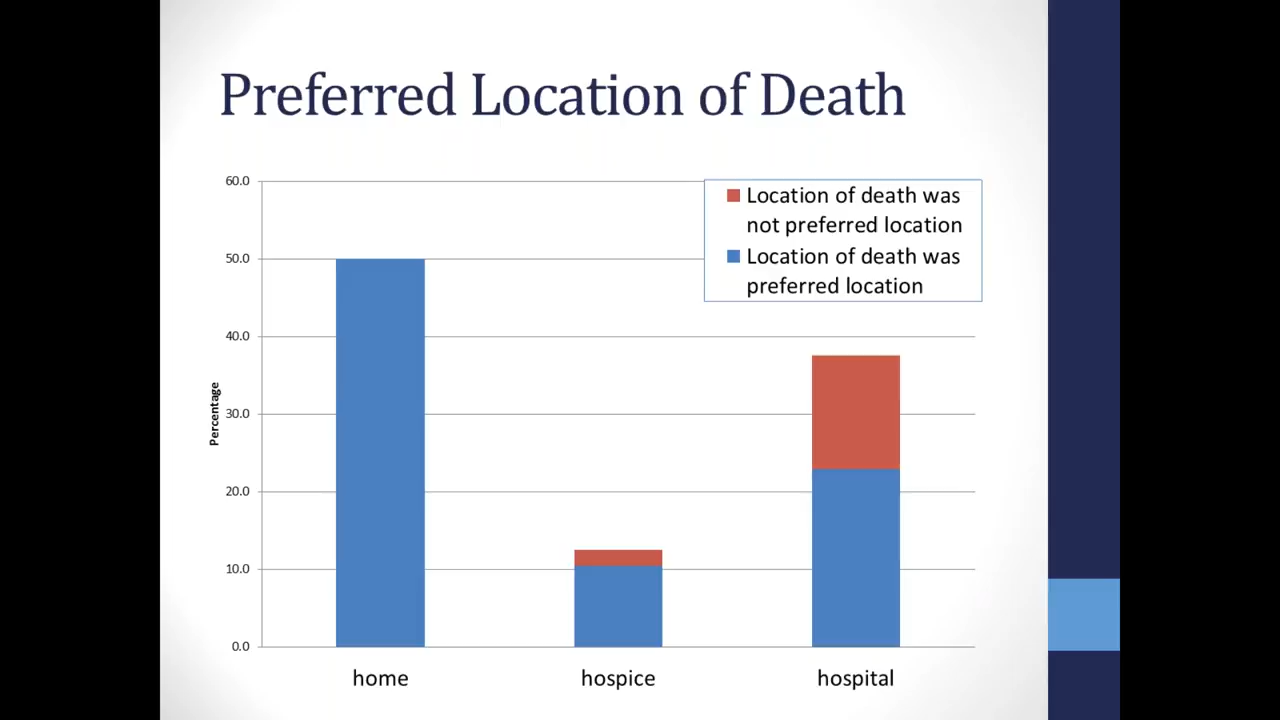 Preferred Location of Death
60.0
50.0
40.0
30.0
20.0
10.0
0.0
Percentage
Location of death was
not preferred location
Location of death was
preferred location
home
hospice
hospital